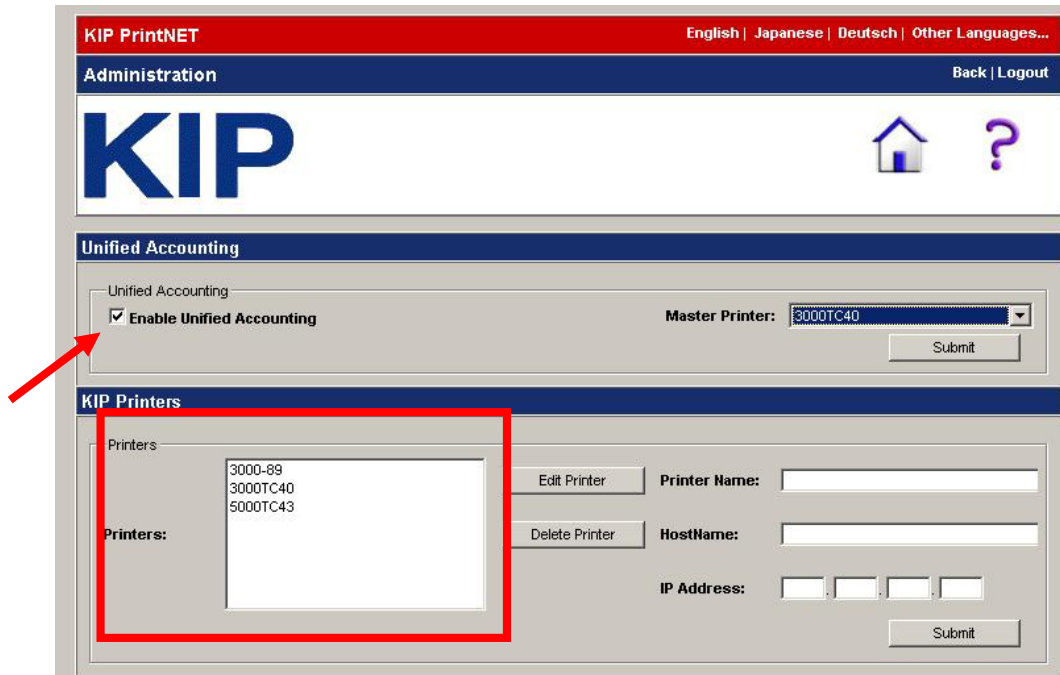 KIP PrintNET English | Japanese | Deutsch | Other Languages...
Administration Back | Logout
KIP
?
Unified Accounting
Unified Accounting
Enable Unified Accounting Master Printer: 3000TC40
Submit
KIP Printers
Printers
3000-89
3000TC40
5000TC43
Printers:
Edit Printer Printer Name:
Delete Printer HostName:
IP Address: . . .
Submit